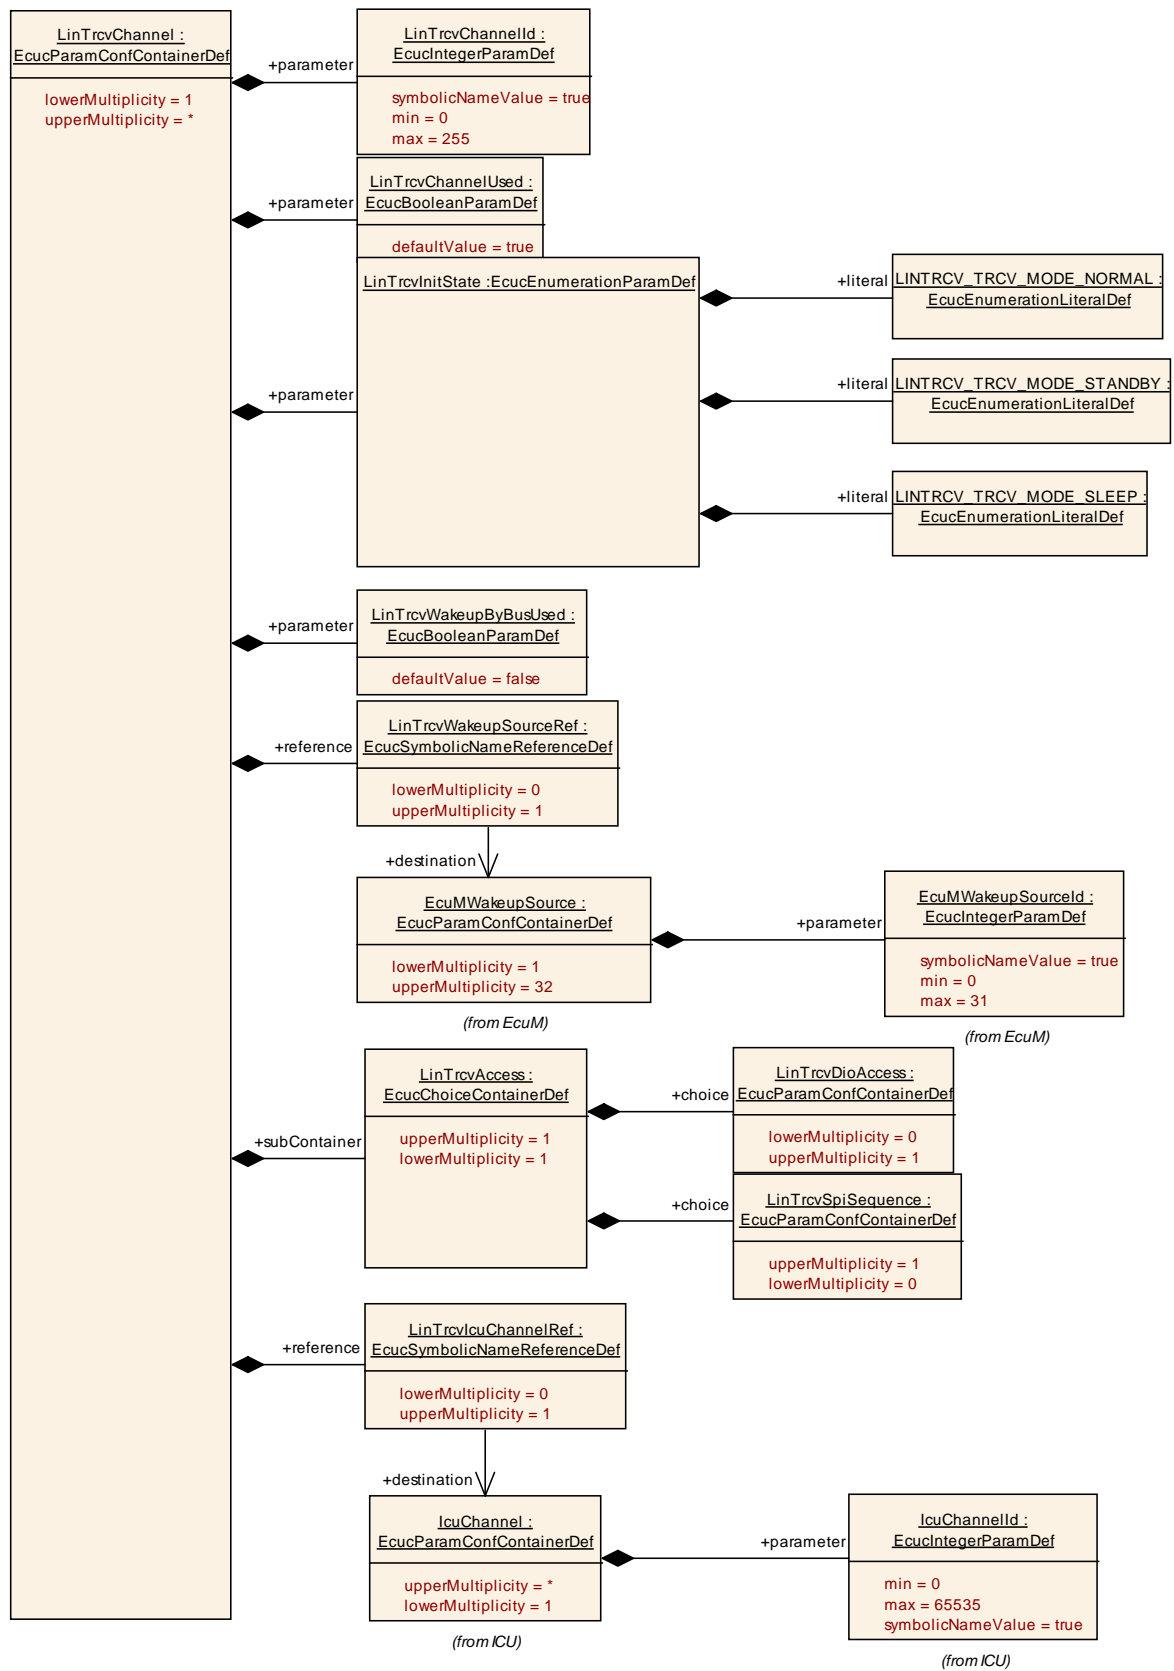 LinTrcvChannel :
EcucParamConfContainerDef
lowerMultiplicity = 1
upperMultiplicity = *
+parameter
LinTrcvChannelId :
EcucIntegerParamDef
symbolicNameValue = true
min = 0
max = 255
+parameter
LinTrcvChannelUsed :
EcucBooleanParamDef
defaultValue = true
+parameter
LinTrcvInitState :EcucEnumerationParamDef
+literal
LINTRCV_TRCV_MODE_NORMAL :
EcucEnumerationLiteralDef
+literal
LINTRCV_TRCV_MODE_STANDBY :
EcucEnumerationLiteralDef
+literal
LINTRCV_TRCV_MODE_SLEEP :
EcucEnumerationLiteralDef
+parameter
LinTrcvWakeupByBusUsed :
EcucBooleanParamDef
defaultValue = false
+reference
LinTrcvWakeupSourceRef :
EcucSymbolicNameReferenceDef
lowerMultiplicity = 0
upperMultiplicity = 1
+destination
EcuMWakeupSource :
EcucParamConfContainerDef
lowerMultiplicity = 1
upperMultiplicity = 32
(from EcuM)
+parameter
EcuMWakeupSourceId :
EcucIntegerParamDef
symbolicNameValue = true
min = 0
max = 31
(from EcuM)
+subContainer
LinTrcvAccess :
EcucChoiceContainerDef
upperMultiplicity = 1
lowerMultiplicity = 1
+choice
LinTrcvDioAccess :
EcucParamConfContainerDef
lowerMultiplicity = 0
upperMultiplicity = 1
+choice
LinTrcvSpiSequence :
EcucParamConfContainerDef
upperMultiplicity = 1
lowerMultiplicity = 0
+reference
LinTrcvIcuChannelRef :
EcucSymbolicNameReferenceDef
lowerMultiplicity = 0
upperMultiplicity = 1
+destination
IcuChannel :
EcucParamConfContainerDef
upperMultiplicity = *
lowerMultiplicity = 1
(from ICU)
+parameter
IcuChannelId :
EcucIntegerParamDef
min = 0
max = 65535
symbolicNameValue = true
(from ICU)